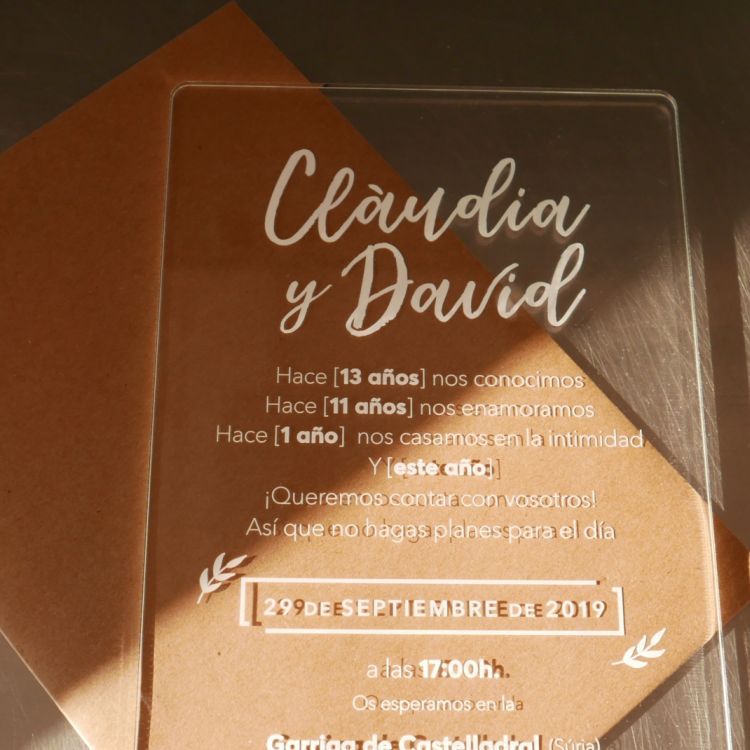 Clàudia
y David
Hace [13 años] nos conocimos
Hace [11 años] nos enamoramos
Hace [1 año] nos casamos en la intimidad
Y [este año]
¡Queremos contar con vosotros!
Así que no hagas planes para el día
29 DE SEPTIEMBRE DE 2019
a las 17:00h.
Os esperamos en la
Garriga de Castelladral (Súria)